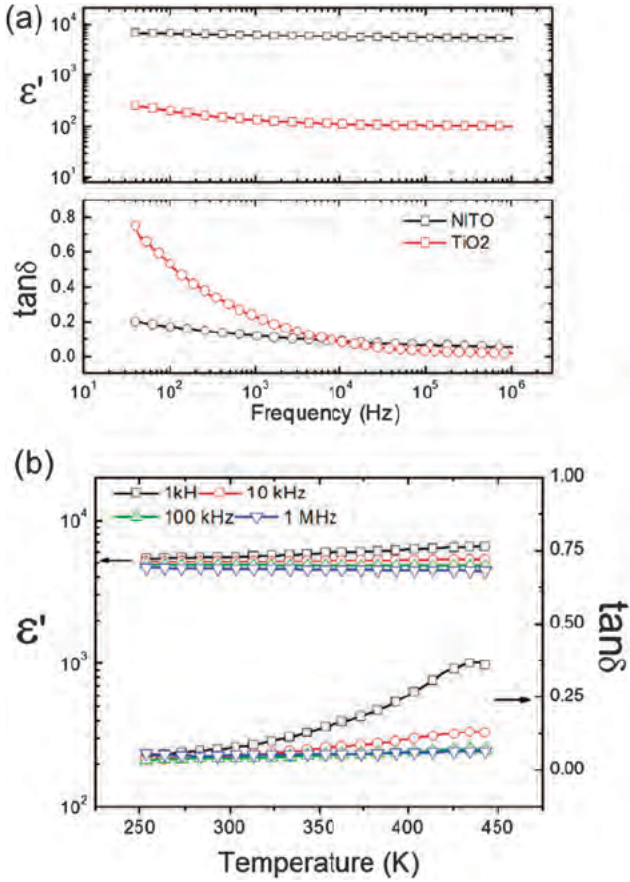 (a)
10⁴
10³
10²
10¹
ε'
0.8
0.6
0.4
0.2
0.0
tanδ
NITO
TiO2
10¹ 10² 10³ 10⁴ 10⁵ 10⁶
Frequency (Hz)
(b)
1kH 10 kHz
100 kHz 1 MHz
10⁴
10³
10²
ε'
1.00
0.75
0.50
0.25
0.00
tanδ
250 300 350 400 450
Temperature (K)